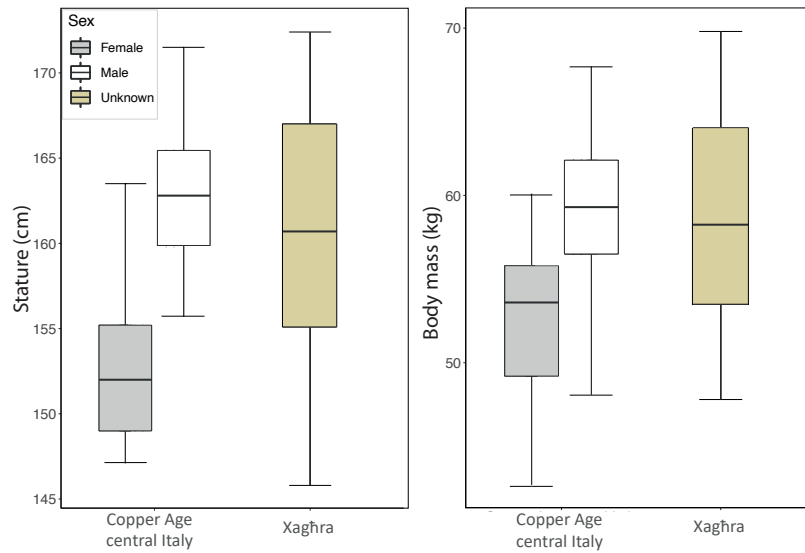 Sex
Female
Male
Unknown
Stature (cm)
170
165
160
155
150
145
Copper Age
central Italy
Xagħra
Body mass (kg)
70
60
50
Copper Age
central Italy
Xagħra